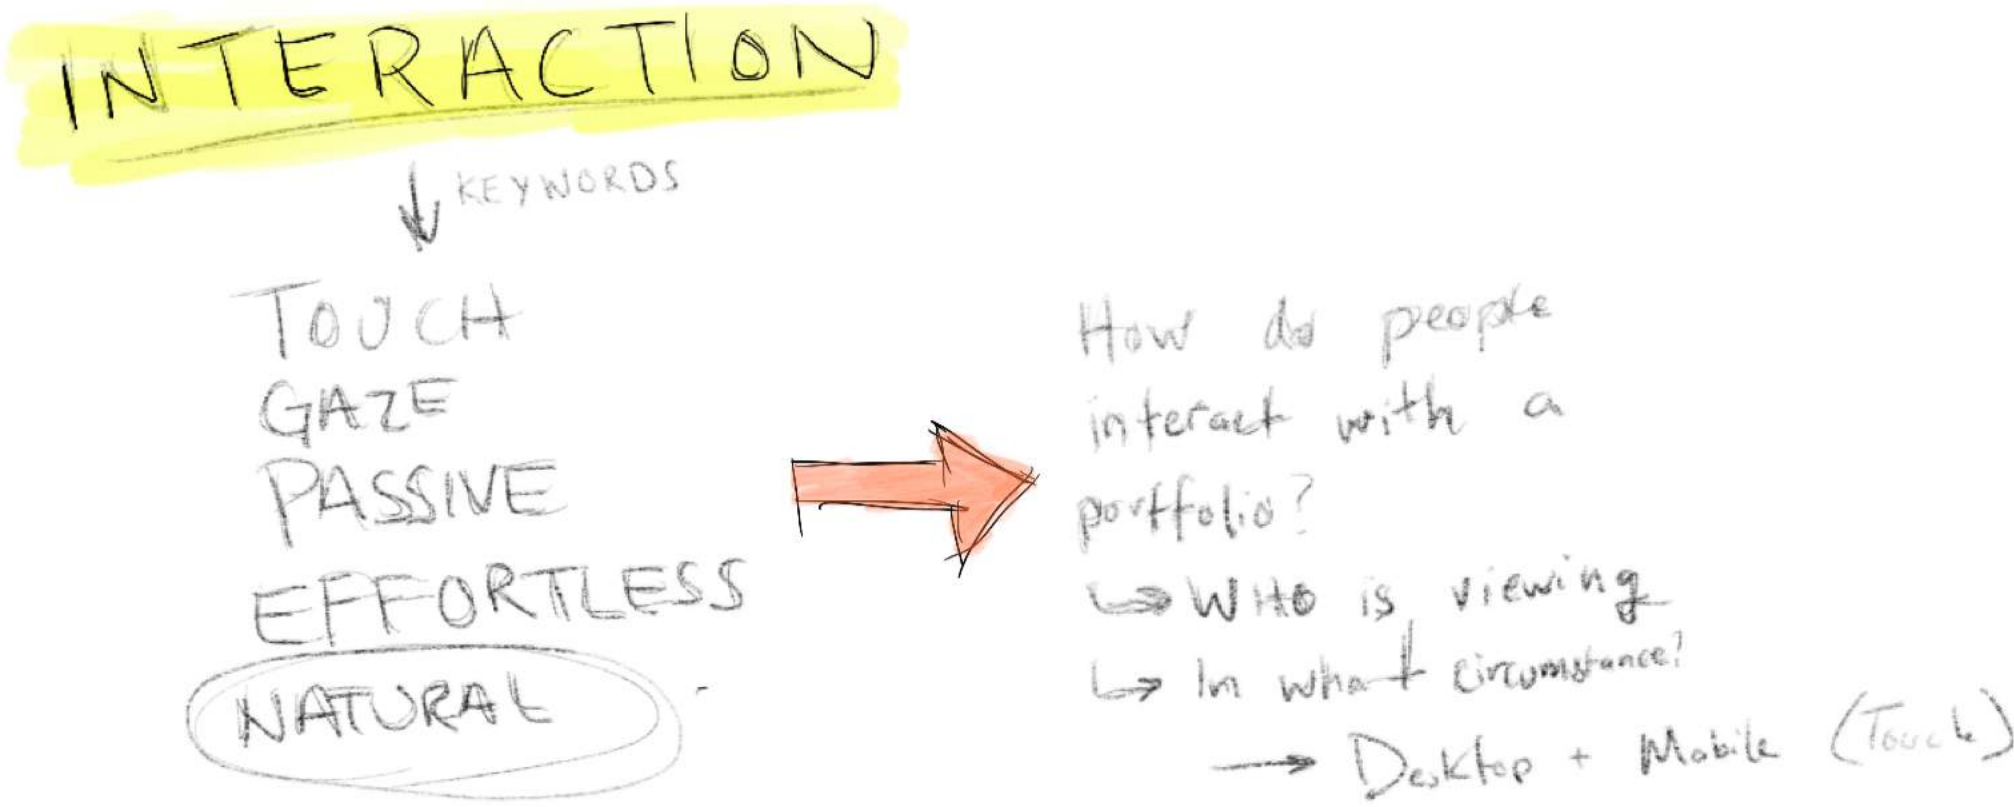 INTERACTION
KEYWORDS
TOUCH
GAZE
PASSIVE
EFFORTLESS
NATURAL
How do people
interact with a
portfolio?
WHO is viewing
In what circumstance?
Desktop + Mobile (Touch)